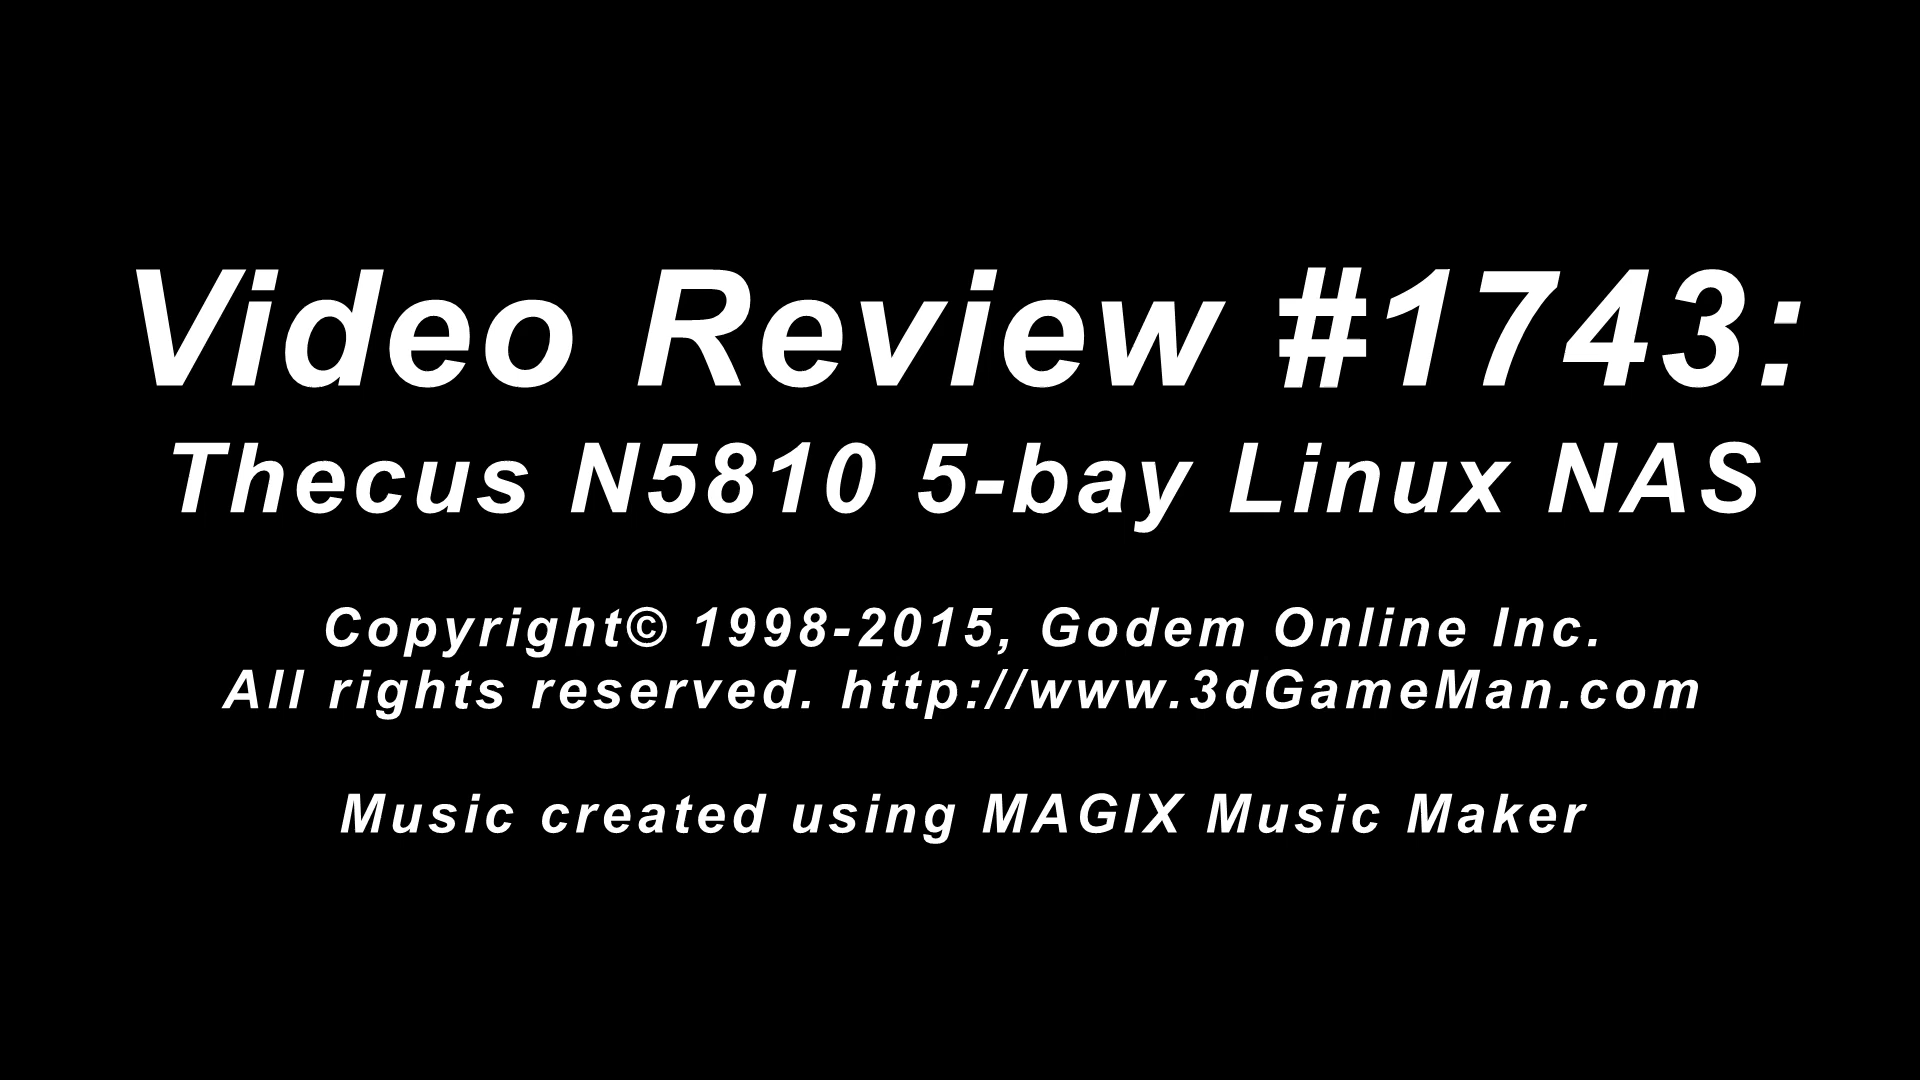 Video Review #1743:
Thecus N5810 5-bay Linux NAS
Copyright© 1998-2015, Godem Online Inc.
All rights reserved. http://www.3dGameMan.com
Music created using MAGIX Music Maker